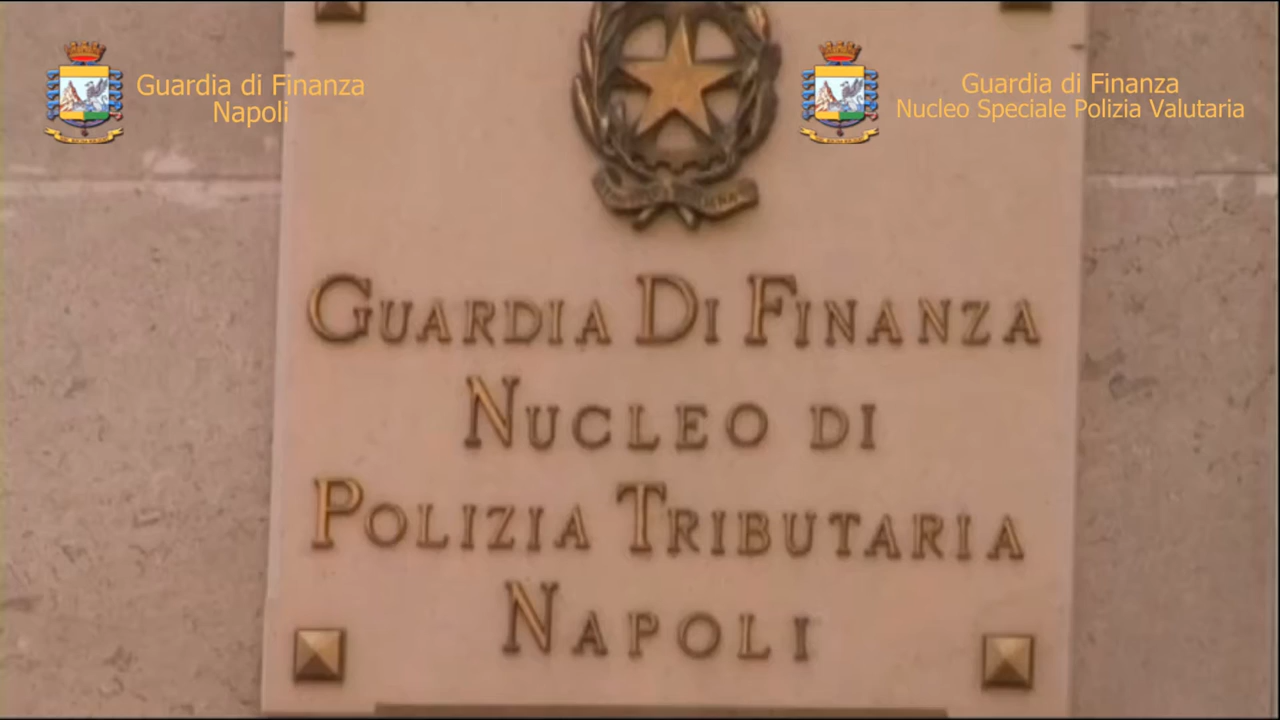 Guardia di Finanza
Napoli
Guardia di Finanza
Nucleo Speciale Polizia Valutaria
GUARDIA DI FINANZA
NUCLEO DI
POLIZIA TRIBUTARIA
NAPOLI